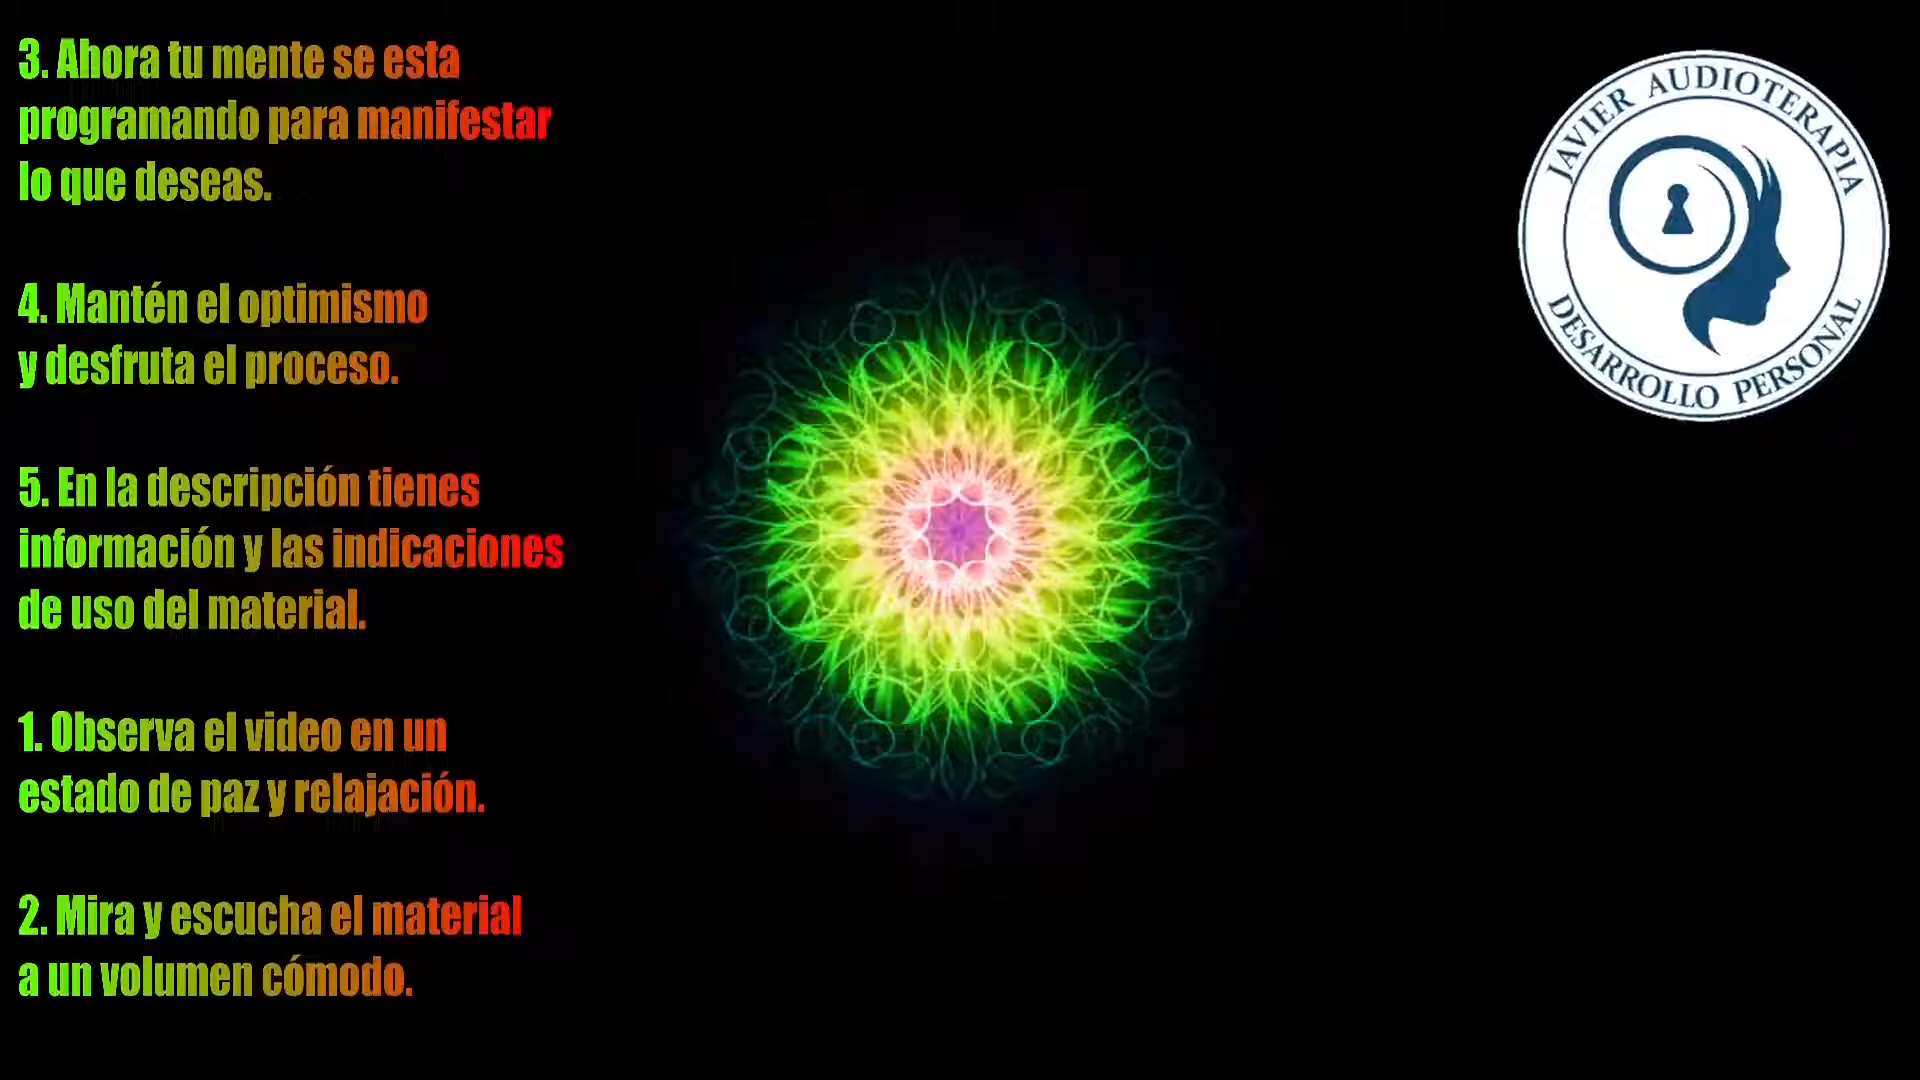 3. Ahora tu mente se esta
programando para manifestar
lo que deseas.
4. Mantén el optimismo
y desfruta el proceso.
5. En la descripción tienes
información y las indicaciones
de uso del material.
1. Observa el video en un
estado de paz y relajación.
2. Mira y escucha el material
a un volumen cómodo.
JAVIER AUDIOTERAPIA
DESARROLLO PERSONAL